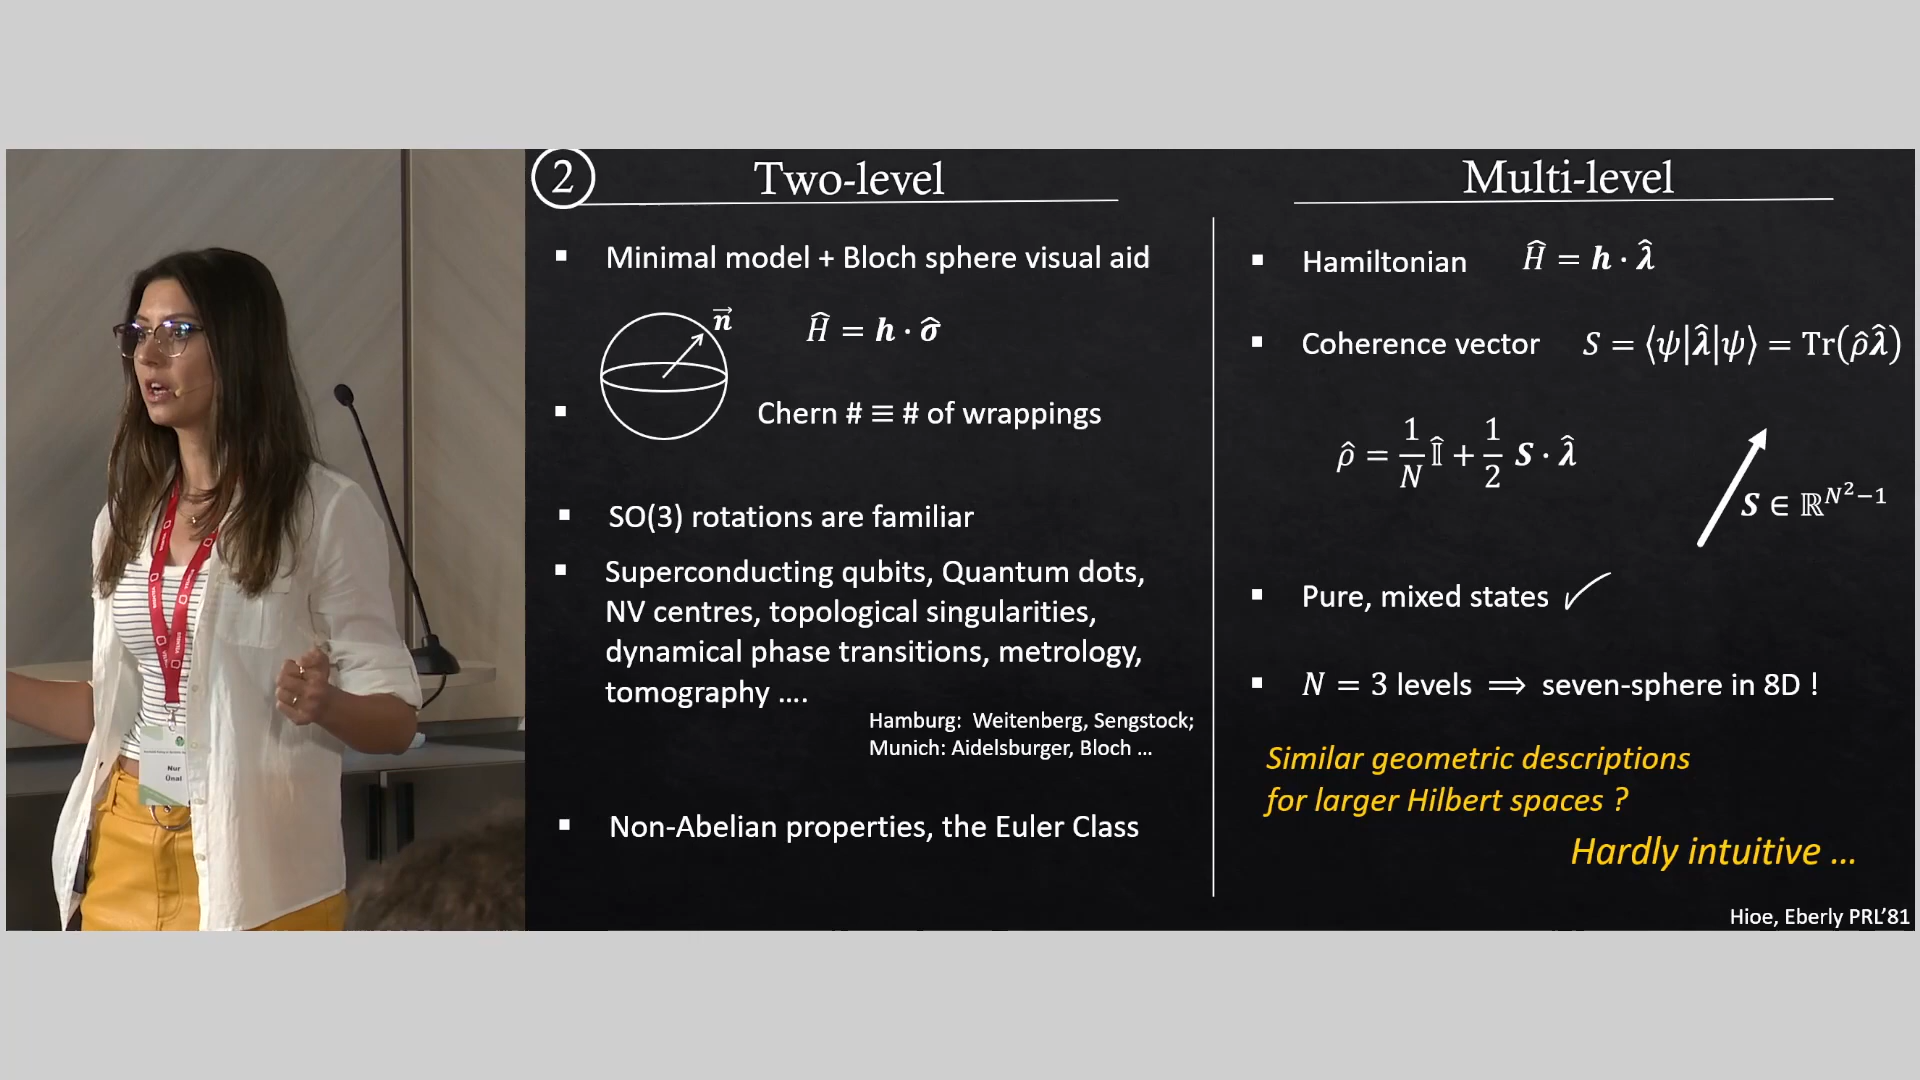 2
Two-level
▪ Minimal model + Bloch sphere visual aid
n⃗
Ĥ = h · σ̂
▪ Chern # ≡ # of wrappings
▪ SO(3) rotations are familiar
▪ Superconducting qubits, Quantum dots,
NV centres, topological singularities,
dynamical phase transitions, metrology,
tomography ....
Hamburg: Weitenberg, Sengstock;
Munich: Aidelsburger, Bloch ...
▪ Non-Abelian properties, the Euler Class
Multi-level
▪ Hamiltonian Ĥ = h · λ̂
▪ Coherence vector S = ⟨ψ|λ̂|ψ⟩ = Tr(ρ̂λ̂)
ρ̂ = 1/N 𝕀̂ + 1/2 S · λ̂
S ∈ ℝ^{N²−1}
▪ Pure, mixed states ✓
▪ N = 3 levels ⟹ seven-sphere in 8D !
Similar geometric descriptions
for larger Hilbert spaces ?
Hardly intuitive ...
Hioe, Eberly PRL'81
Nur
Ünal